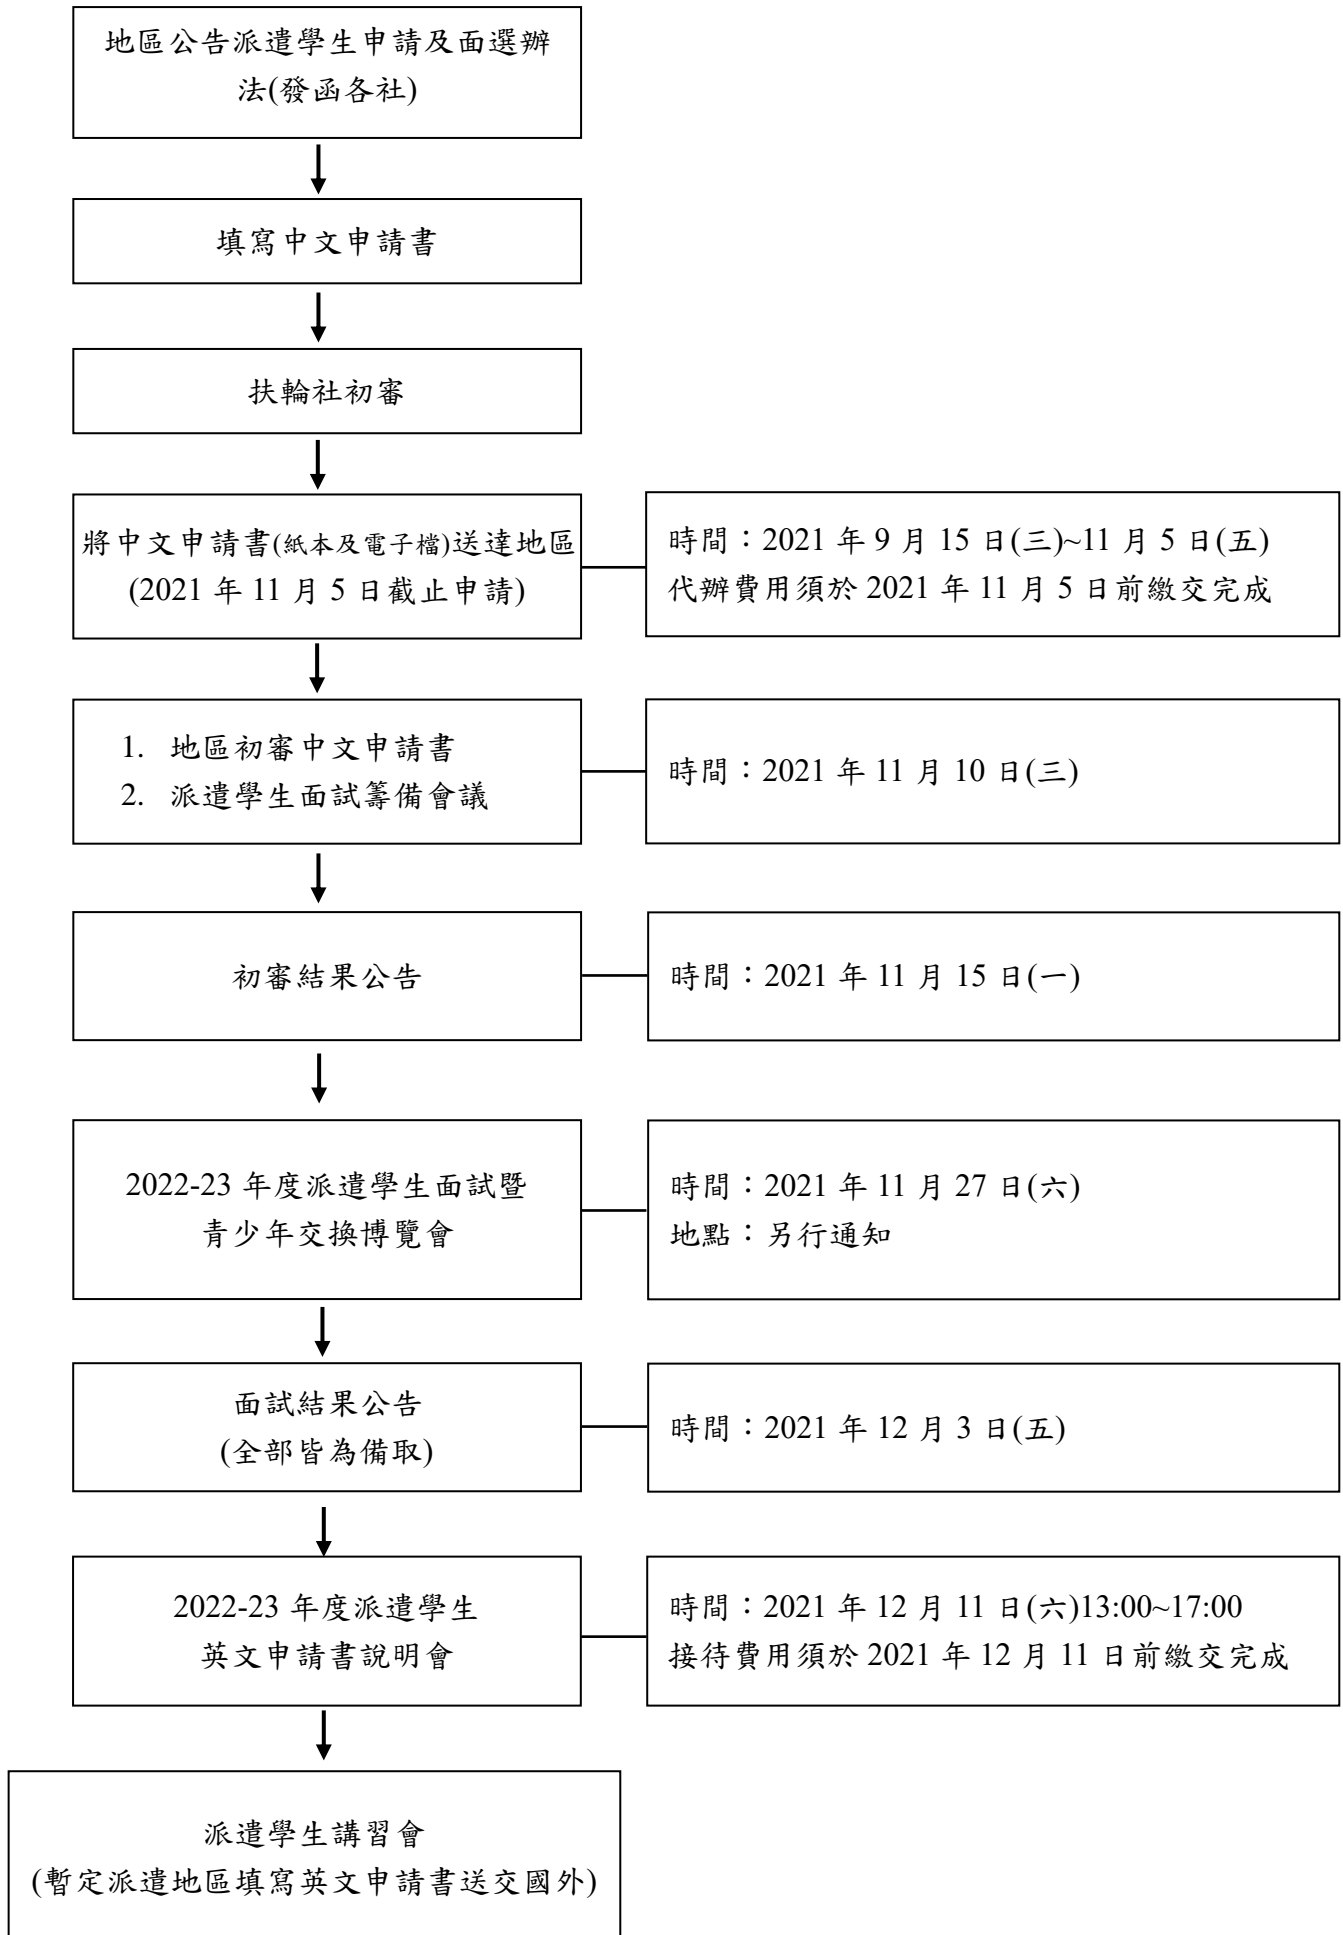 地區公告派遣學生申請及面選辦
法(發函各社)
填寫中文申請書
扶輪社初審
將中文申請書(紙本及電子檔)送達地區
(2021 年 11 月 5 日截止申請)
時間：2021 年 9 月 15 日(三)~11 月 5 日(五)
代辦費用須於 2021 年 11 月 5 日前繳交完成
1. 地區初審中文申請書
2. 派遣學生面試籌備會議
時間：2021 年 11 月 10 日(三)
初審結果公告
時間：2021 年 11 月 15 日(一)
2022-23 年度派遣學生面試暨
青少年交換博覽會
時間：2021 年 11 月 27 日(六)
地點：另行通知
面試結果公告
(全部皆為備取)
時間：2021 年 12 月 3 日(五)
2022-23 年度派遣學生
英文申請書說明會
時間：2021 年 12 月 11 日(六)13:00~17:00
接待費用須於 2021 年 12 月 11 日前繳交完成
派遣學生講習會
(暫定派遣地區填寫英文申請書送交國外)